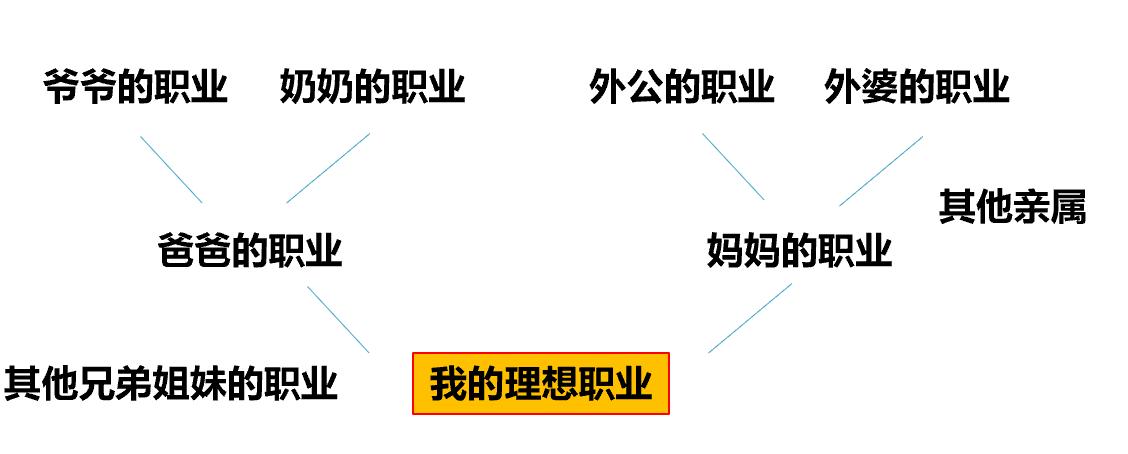 爷爷的职业 奶奶的职业 外公的职业 外婆的职业
其他亲属
爸爸的职业 妈妈的职业
其他兄弟姐妹的职业 我的理想职业